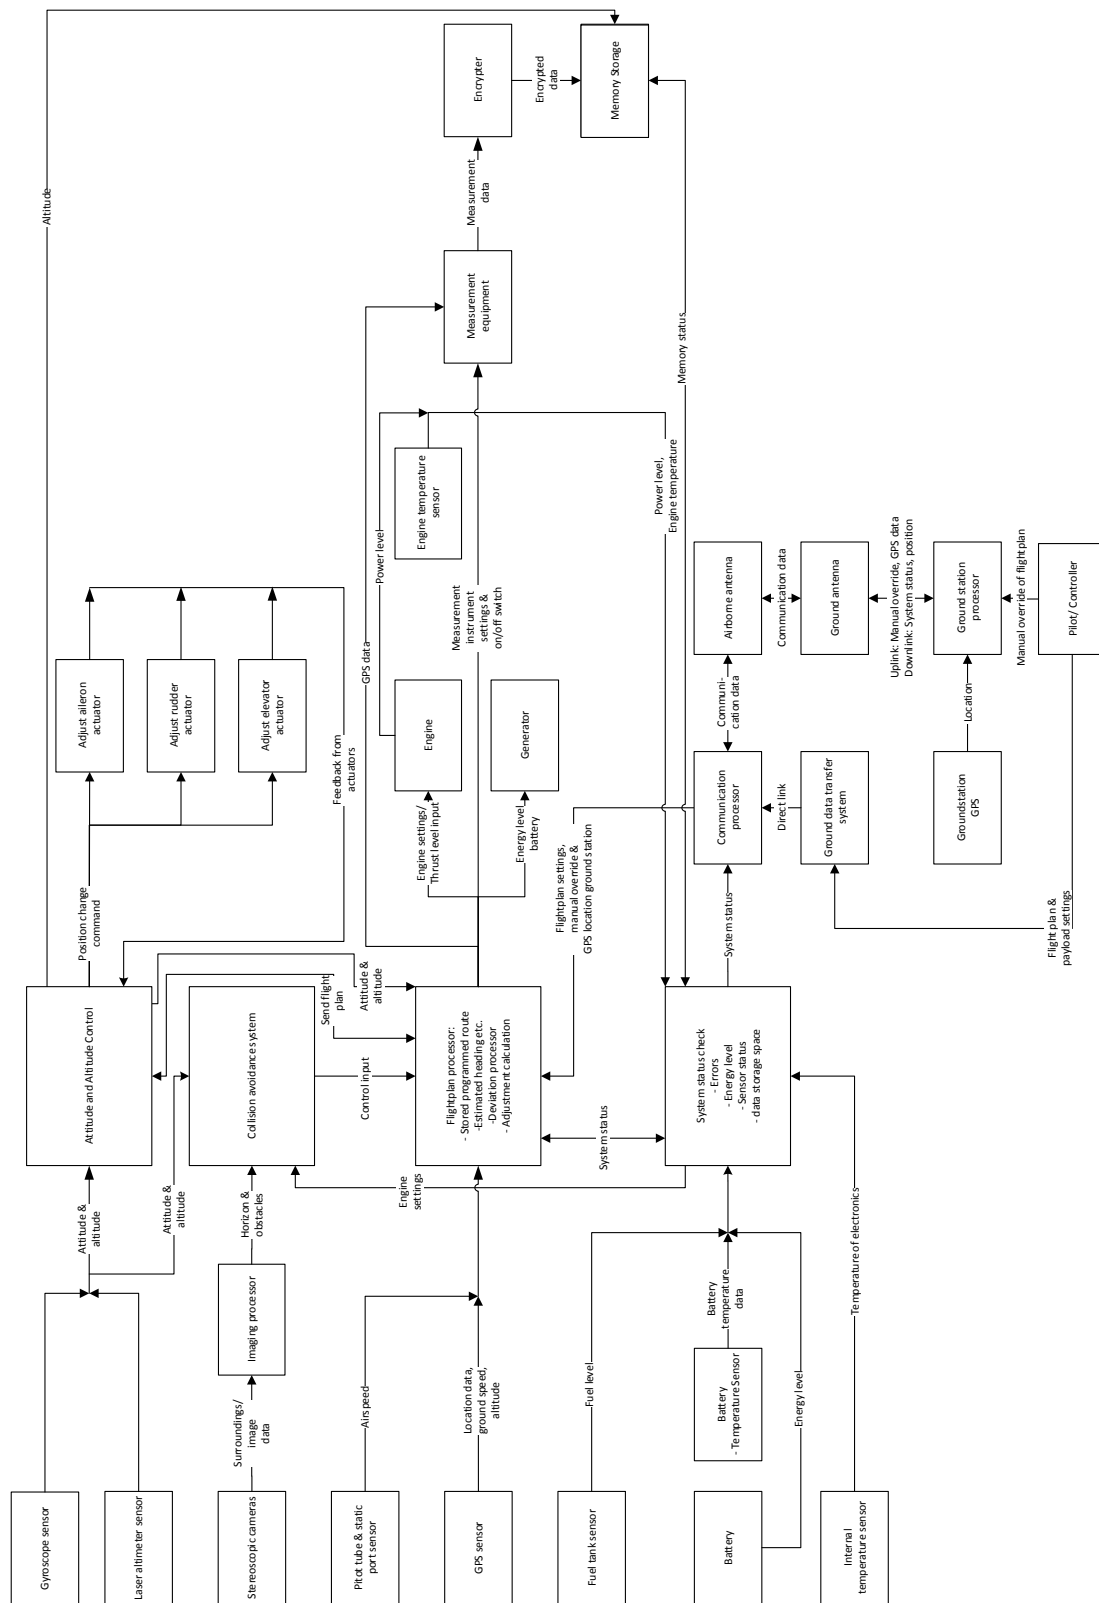 Gyroscope sensor
Attitude and Altitude Control
Altitude
Attitude &
altitude
Position change
command
Adjust aileron
actuator
Laser altimeter sensor
Attitude &
altitude
Adjust rudder
actuator
Stereoscopic cameras
Surroundings/
image
data
Imaging processor
Horizon &
obstacles
Collision avoidance system
Adjust elevator
actuator
Send flight
plan
Feedback from
actuators
Attitude &
altitude
Control input
Pitot tube & static
port sensor
Airspeed
GPS data
Power level
GPS sensor
Location data,
ground speed,
altitude
Engine
settings
Flightplan processor:
- Stored programmed route
-Estimated heading etc.
-Deviation processor
- Adjustment calculation
Engine settings/
Thrust level input
Engine
Engine temperature
sensor
Measurement
instrument
settings &
on/off switch
Measurement
equipment
Measurement
data
Encrypter
Energy level
battery
Generator
Encrypted
data
Flightplan settings,
manual override &
GPS location ground station
Fuel tank sensor
Fuel level
System status
Memory Storage
Power level,
Engine temperature
Memory status
Battery
Battery
- Temperature Sensor
Battery
temperature
data
System status check
- Errors
- Energy level
- Sensor status
- data storage space
System status
Communication
processor
Communi-
cation data
Airborne antenna
Energy level
Direct link
Communication data
Internal
temperature sensor
Temperature of electronics
Ground data transfer
system
Ground antenna
Uplink: Manual override, GPS data
Downlink: System status, position
Groundstation
GPS
Location
Ground station
processor
Manual override of flightplan
Flight plan &
payload settings
Pilot/ Controller